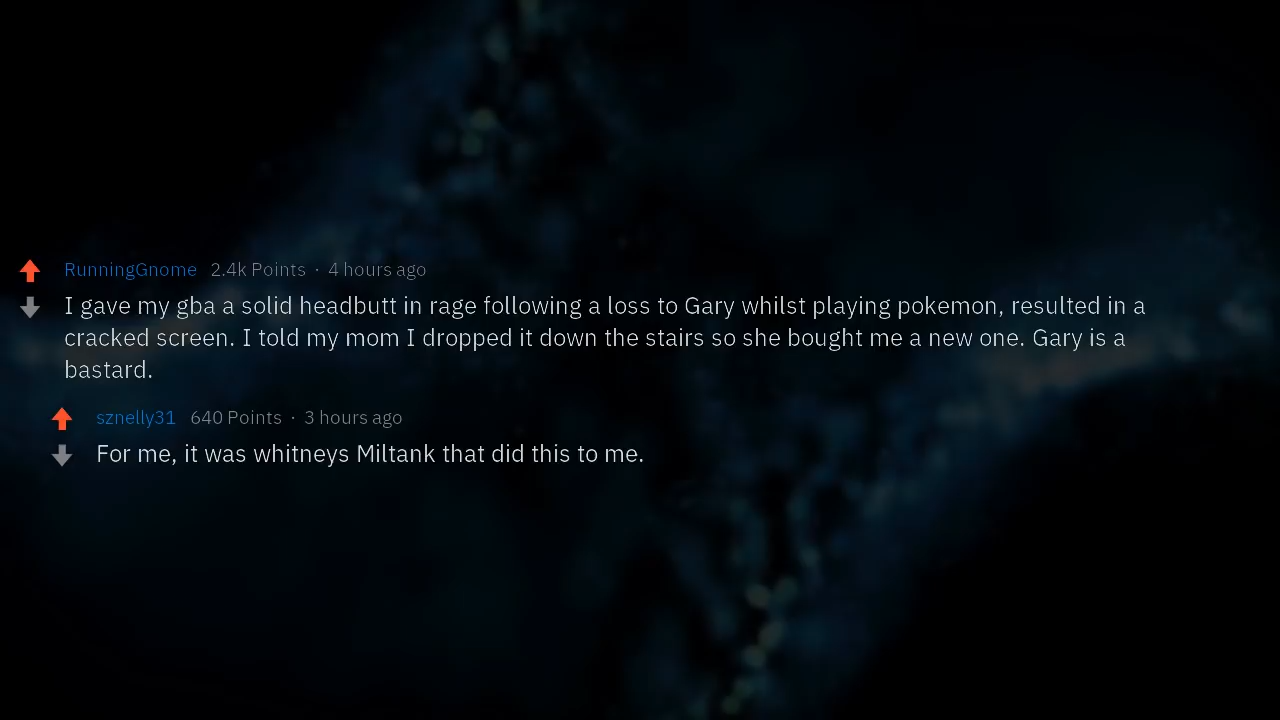 RunningGnome 2.4k Points · 4 hours ago
I gave my gba a solid headbutt in rage following a loss to Gary whilst playing pokemon, resulted in a
cracked screen. I told my mom I dropped it down the stairs so she bought me a new one. Gary is a
bastard.
sznelly31 640 Points · 3 hours ago
For me, it was whitneys Miltank that did this to me.